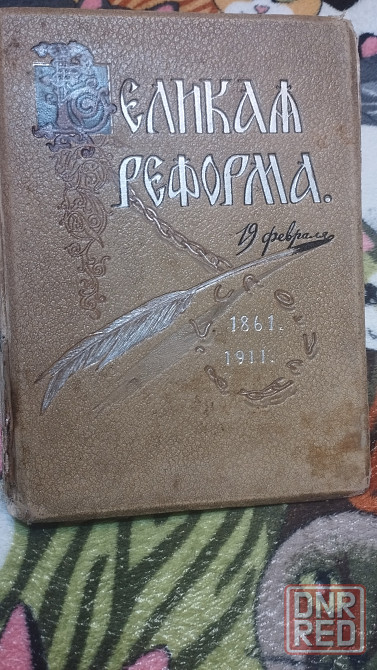 Великая
реформа.
19 февраля
1861.
1911.
DNR
RED